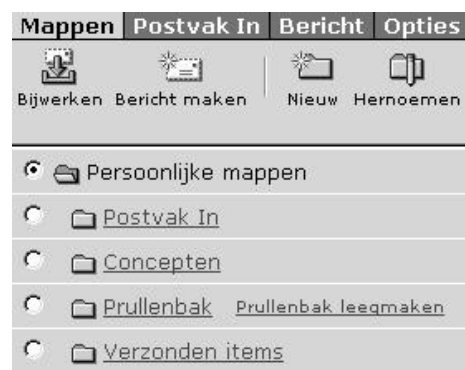 Mappen Postvak In Bericht Opties
Bijwerken Bericht maken Nieuw Hernoemen
Persoonlijke mappen
Postvak In
Concepten
Prullenbak Prullenbak leegmaken
Verzonden items